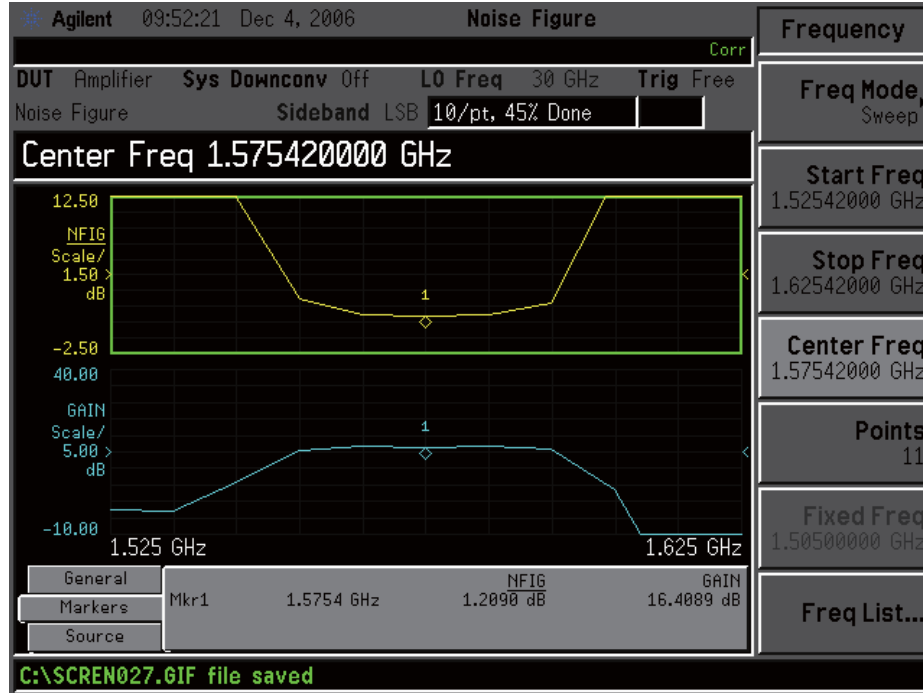 Agilent 09:52:21 Dec 4, 2006 Noise Figure
Corr
DUT Amplifier Sys Downconv Off LO Freq 30 GHz Trig Free
Noise Figure Sideband LSB 10/pt, 45% Done
Center Freq 1.575420000 GHz
12.50
NFIG
Scale/
1.50
dB
1
-2.50
40.00
GAIN
Scale/
5.00
dB
1
-10.00
1.525 GHz 1.625 GHz
General
Markers
Source
NFIG GAIN
Mkr1 1.5754 GHz 1.2090 dB 16.4089 dB
C:\SCREN027.GIF file saved
Frequency
Freq Mode
Sweep
Start Freq
1.52542000 GHz
Stop Freq
1.62542000 GHz
Center Freq
1.57542000 GHz
Points
11
Fixed Freq
1.50500000 GHz
Freq List...